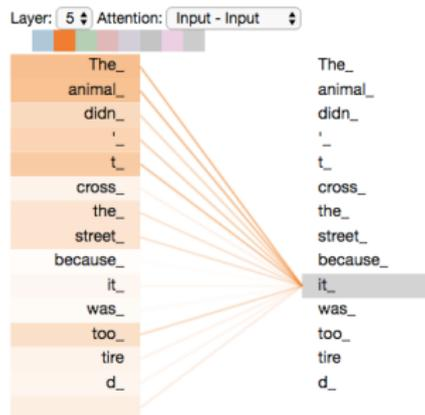 Layer: 5 Attention: Input - Input
The_ The_
animal_ animal_
didn_ didn_
'_ '_
t_ t_
cross_ cross_
the_ the_
street_ street_
because_ because_
it_ it_
was_ was_
too_ too_
tire tire
d_ d_